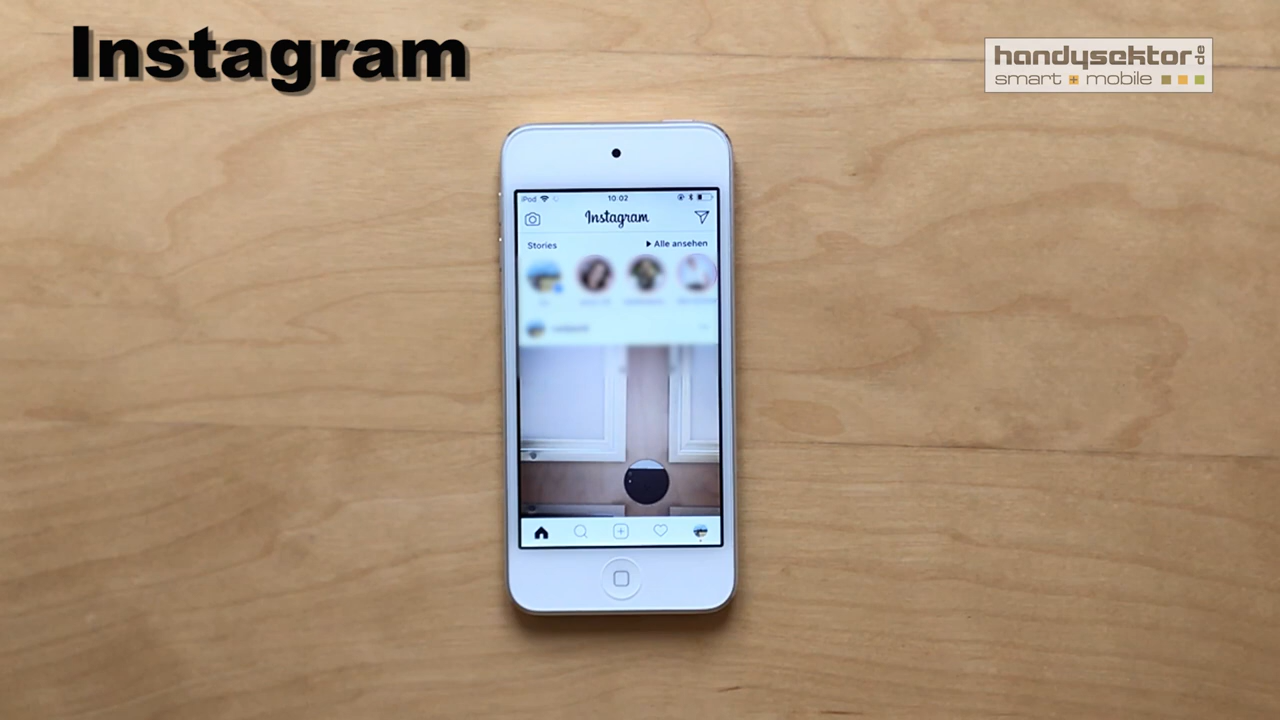 Instagram
handysektor.de
smart + mobile
iPod 10:02
Instagram
Stories ▶ Alle ansehen